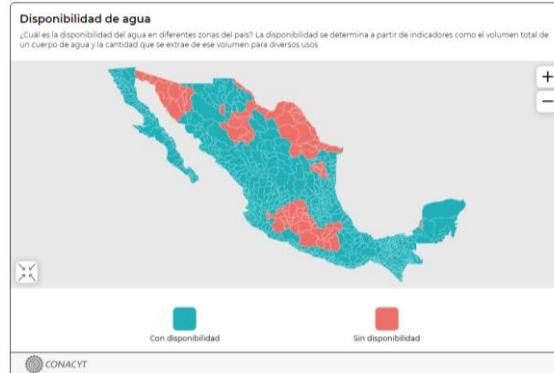 Disponibilidad de agua
¿Cuál es la disponibilidad del agua en diferentes zonas del país? La disponibilidad se determina a partir de indicadores como el volumen total de
un cuerpo de agua y la cantidad que se extrae de ese volumen para diversos usos
+
−
Con disponibilidad
Sin disponibilidad
CONACYT